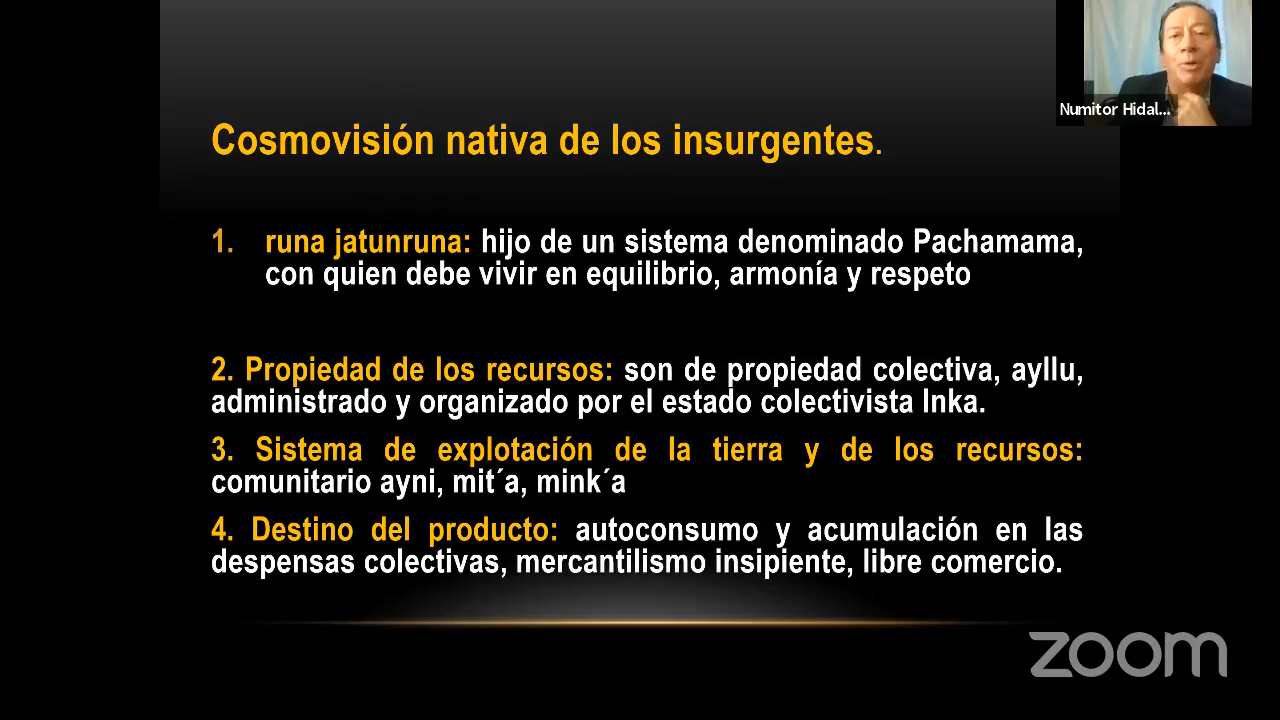 Numitor Hidal...
Cosmovisión nativa de los insurgentes.
1. runa jatunruna: hijo de un sistema denominado Pachamama,
con quien debe vivir en equilibrio, armonía y respeto
2. Propiedad de los recursos: son de propiedad colectiva, ayllu,
administrado y organizado por el estado colectivista Inka.
3. Sistema de explotación de la tierra y de los recursos:
comunitario ayni, mit´a, mink´a
4. Destino del producto: autoconsumo y acumulación en las
despensas colectivas, mercantilismo insipiente, libre comercio.
zoom